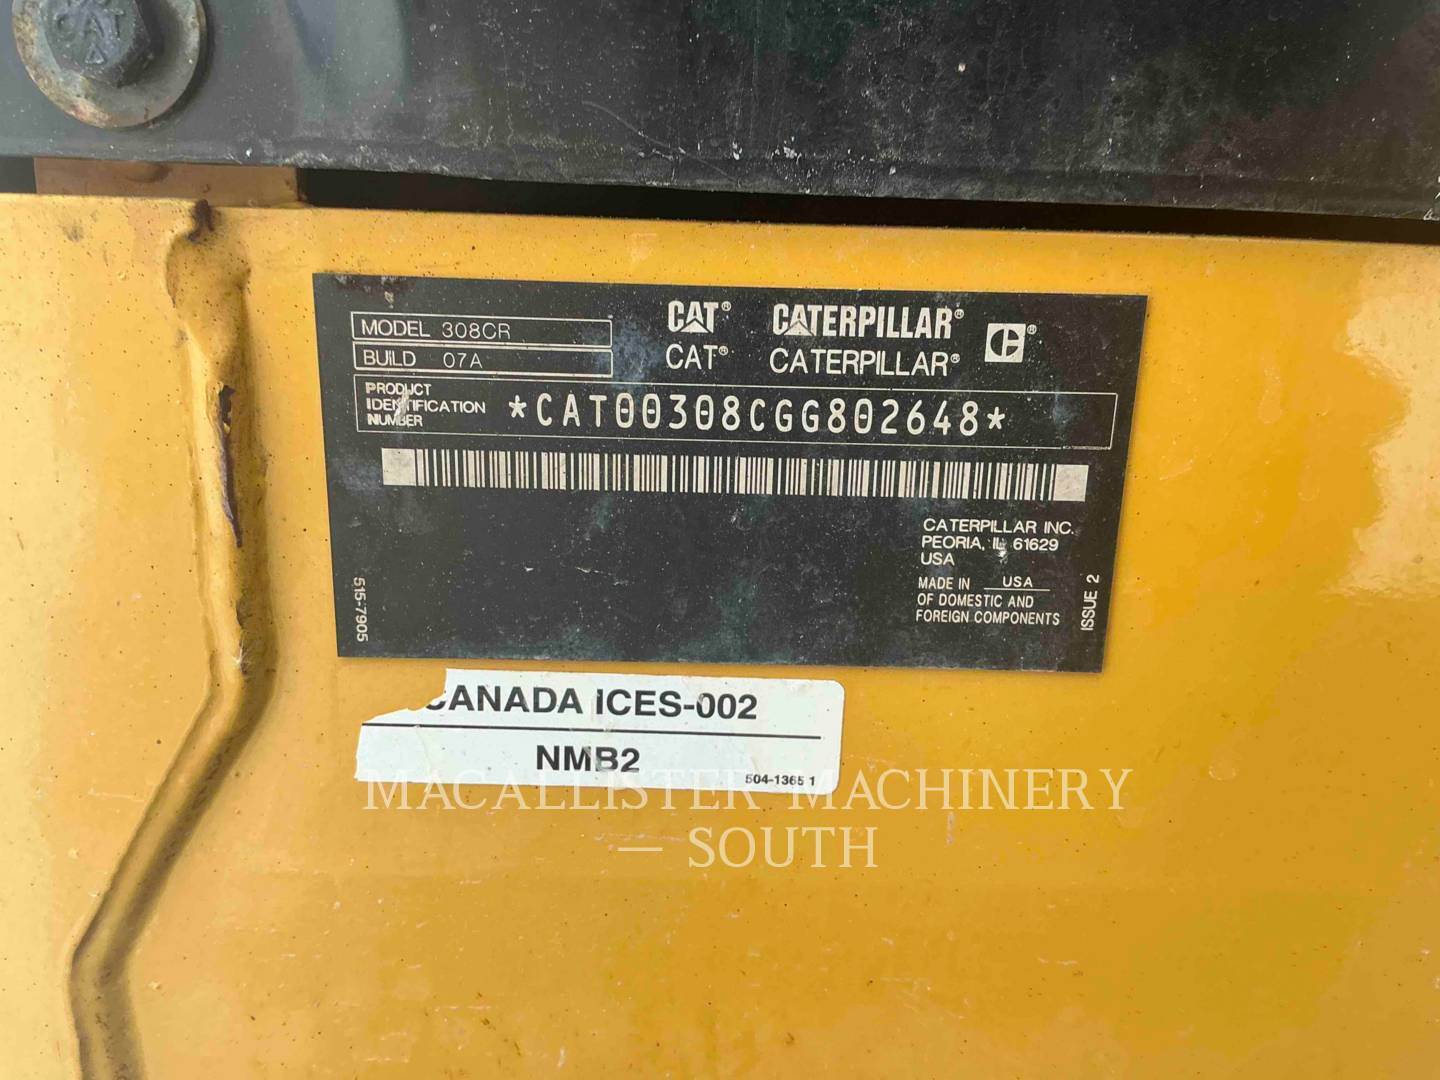 MODEL 308CR
BUILD 07A
CAT® CATERPILLAR® ®
CAT® CATERPILLAR®
PRODUCT
IDENTIFICATION
NUMBER
*CAT00308CGG802648*
CATERPILLAR INC.
PEORIA, IL 61629
USA
MADE IN USA
OF DOMESTIC AND
FOREIGN COMPONENTS
ISSUE 2
515-7905
CANADA ICES-002
NMB2
504-1365 1
MACALLISTER MACHINERY
— SOUTH